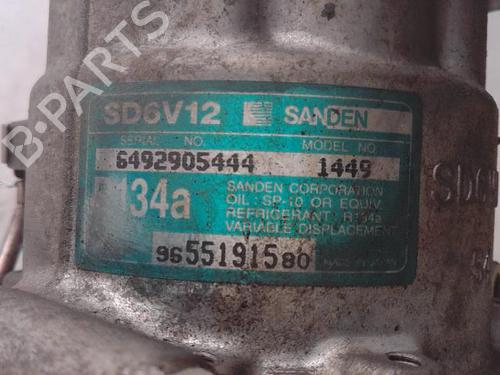 B-PARTS
SD6V12 SANDEN
SERIAL NO. MODEL NO
6492905444 1449
R134a
SANDEN CORPORATION
OIL: SP-10 OR EQUIV.
REFRIGERANT: R134a
VARIABLE DISPLACEMENT
9655191580